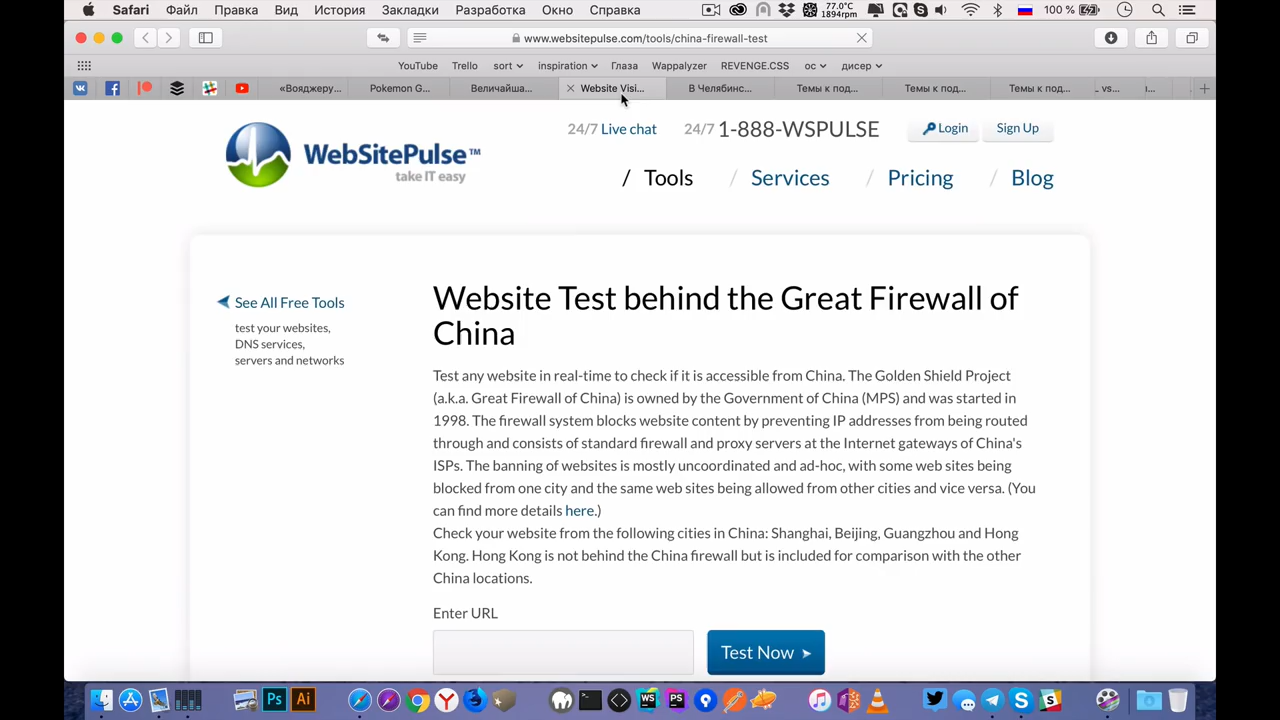 Safari Файл Правка Вид История Закладки Разработка Окно Справка 77.0°C 1894rpm 100 %
www.websitepulse.com/tools/china-firewall-test
YouTube Trello sort inspiration Глаза Wappalyzer REVENGE.CSS ос дисер
«Вояджеру... Pokemon G... Величайша... Website Visi... В Челябинс... Темы к под... Темы к под... Темы к под...
24/7 Live chat 24/7 1-888-WSPULSE Login Sign Up
WebSitePulse™
take IT easy
/ Tools / Services / Pricing / Blog
See All Free Tools
test your websites,
DNS services,
servers and networks
Website Test behind the Great Firewall of
China
Test any website in real-time to check if it is accessible from China. The Golden Shield Project
(a.k.a. Great Firewall of China) is owned by the Government of China (MPS) and was started in
1998. The firewall system blocks website content by preventing IP addresses from being routed
through and consists of standard firewall and proxy servers at the Internet gateways of China's
ISPs. The banning of websites is mostly uncoordinated and ad-hoc, with some web sites being
blocked from one city and the same web sites being allowed from other cities and vice versa. (You
can find more details here.)
Check your website from the following cities in China: Shanghai, Beijing, Guangzhou and Hong
Kong. Hong Kong is not behind the China firewall but is included for comparison with the other
China locations.
Enter URL
Test Now
Ps Ai WS PS